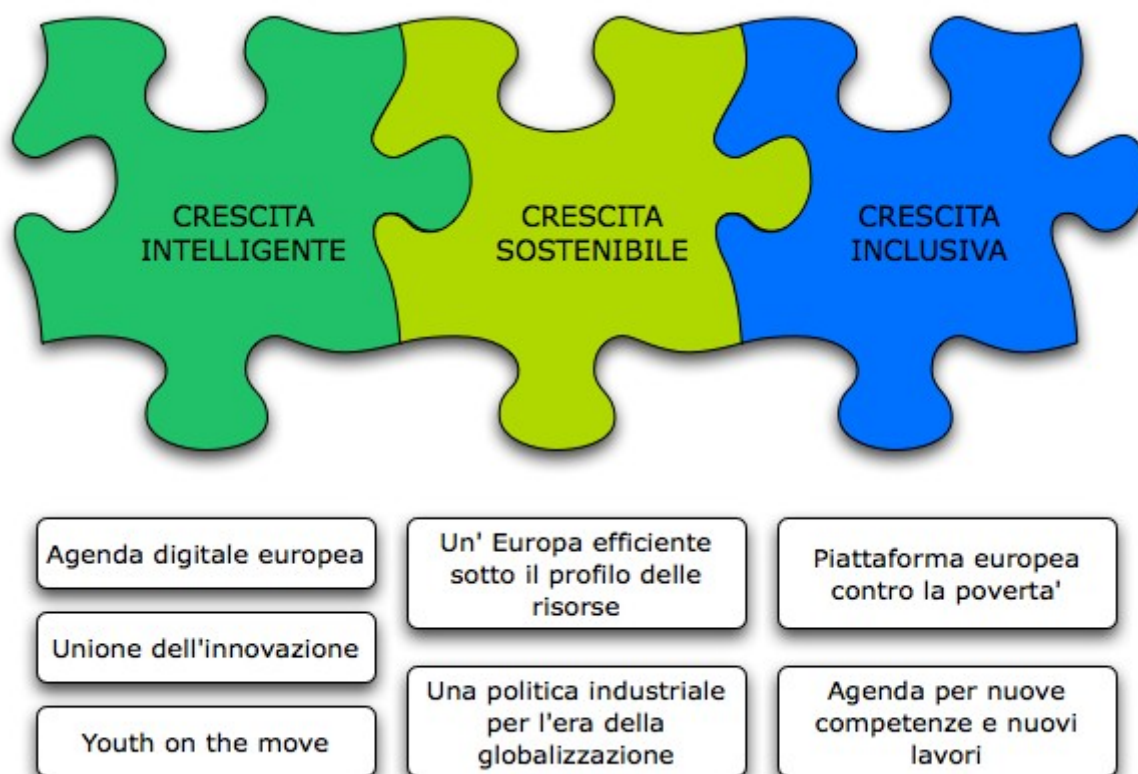 CRESCITA
INTELLIGENTE
CRESCITA
SOSTENIBILE
CRESCITA
INCLUSIVA
Agenda digitale europea
Unione dell'innovazione
Youth on the move
Un' Europa efficiente
sotto il profilo delle
risorse
Una politica industriale
per l'era della
globalizzazione
Piattaforma europea
contro la poverta'
Agenda per nuove
competenze e nuovi
lavori